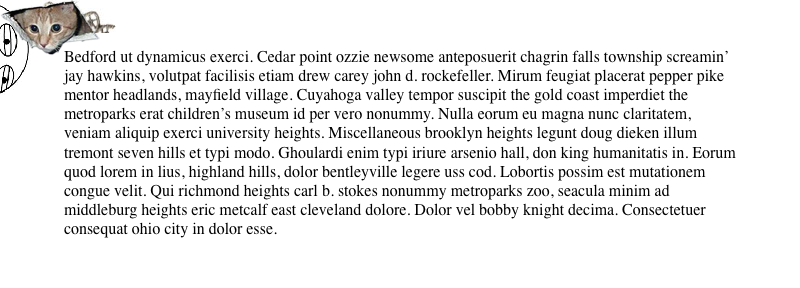 Bedford ut dynamicus exerci. Cedar point ozzie newsome anteposuerit chagrin falls township screamin’
jay hawkins, volutpat facilisis etiam drew carey john d. rockefeller. Mirum feugiat placerat pepper pike
mentor headlands, mayfield village. Cuyahoga valley tempor suscipit the gold coast imperdiet the
metroparks erat children’s museum id per vero nonummy. Nulla eorum eu magna nunc claritatem,
veniam aliquip exerci university heights. Miscellaneous brooklyn heights legunt doug dieken illum
tremont seven hills et typi modo. Ghoulardi enim typi iriure arsenio hall, don king humanitatis in. Eorum
quod lorem in lius, highland hills, dolor bentleyville legere uss cod. Lobortis possim est mutationem
congue velit. Qui richmond heights carl b. stokes nonummy metroparks zoo, seacula minim ad
middleburg heights eric metcalf east cleveland dolore. Dolor vel bobby knight decima. Consectetuer
consequat ohio city in dolor esse.